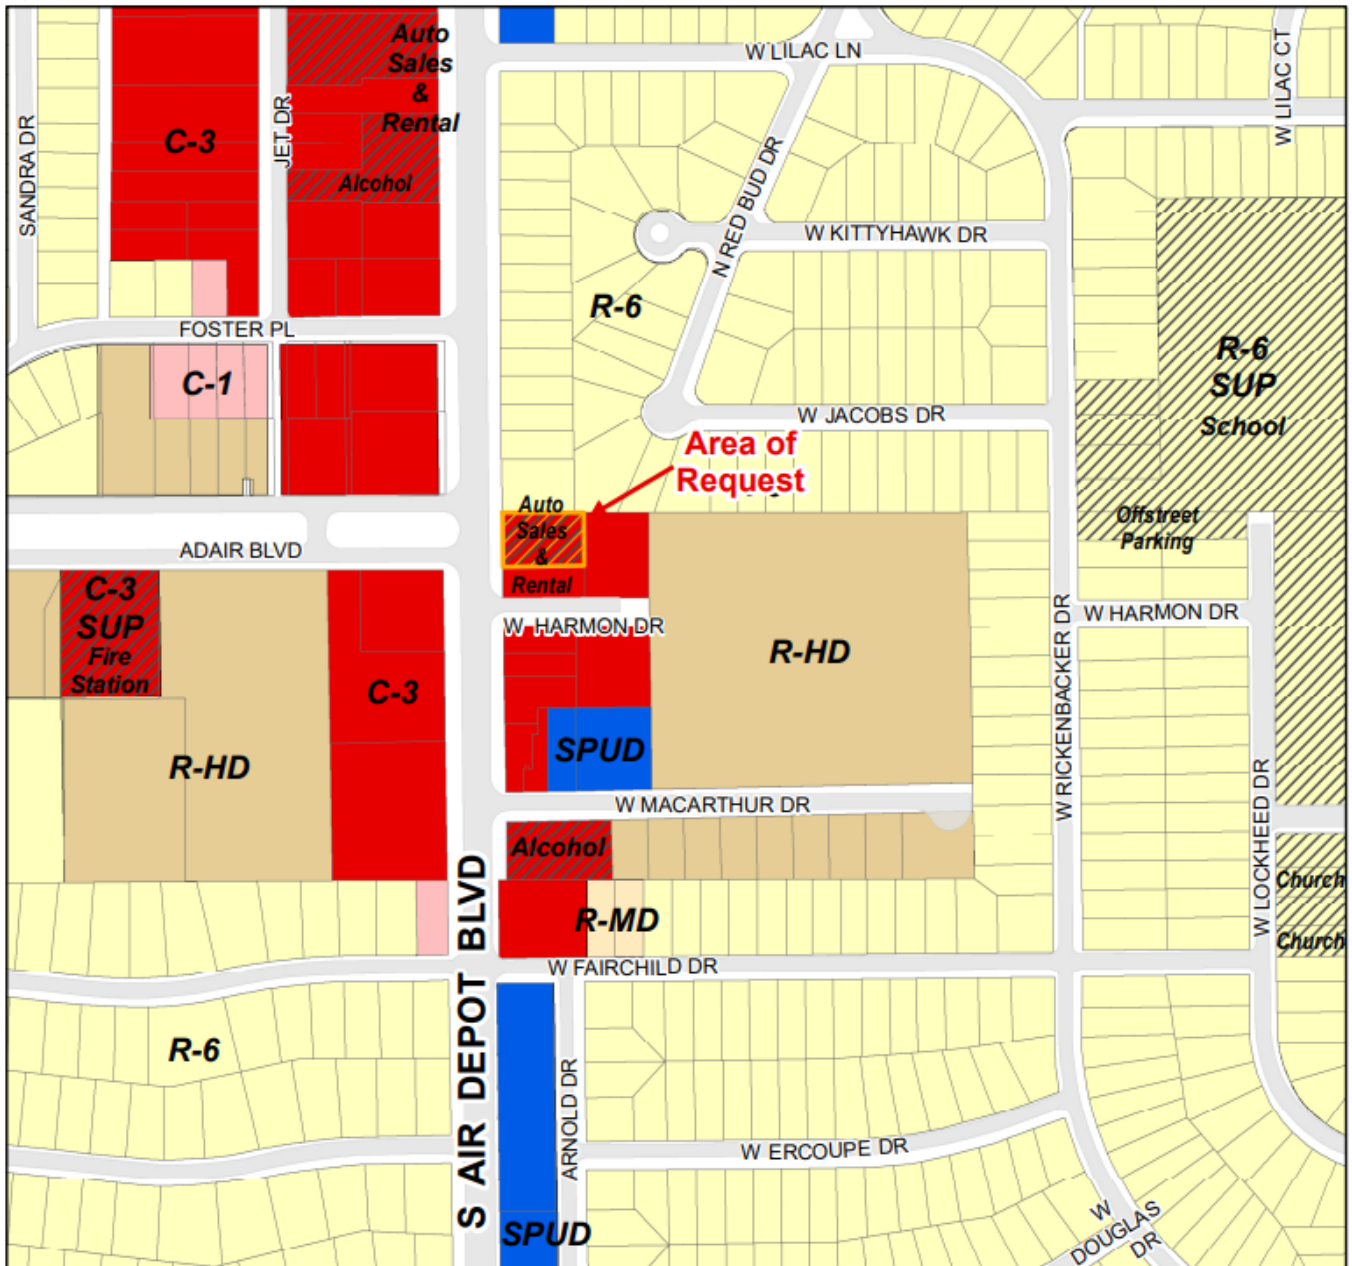 Auto
Sales
&
Rental
W LILAC LN
W LILAC CT
SANDRA DR
C-3
JET DR
Alcohol
N RED BUD DR
W KITTYHAWK DR
R-6
FOSTER PL
C-1
R-6
SUP
School
W JACOBS DR
Area of
Request
Auto
Sales
&
Rental
Offstreet
Parking
ADAIR BLVD
C-3
SUP
Fire
Station
W HARMON DR
W HARMON DR
R-HD
W RICKENBACKER DR
C-3
R-HD
SPUD
W MACARTHUR DR
W LOCKHEED DR
Alcohol
Church
R-MD
Church
S AIR DEPOT BLVD
W FAIRCHILD DR
R-6
ARNOLD DR
W ERCOUPE DR
W
DOUGLAS
DR
SPUD